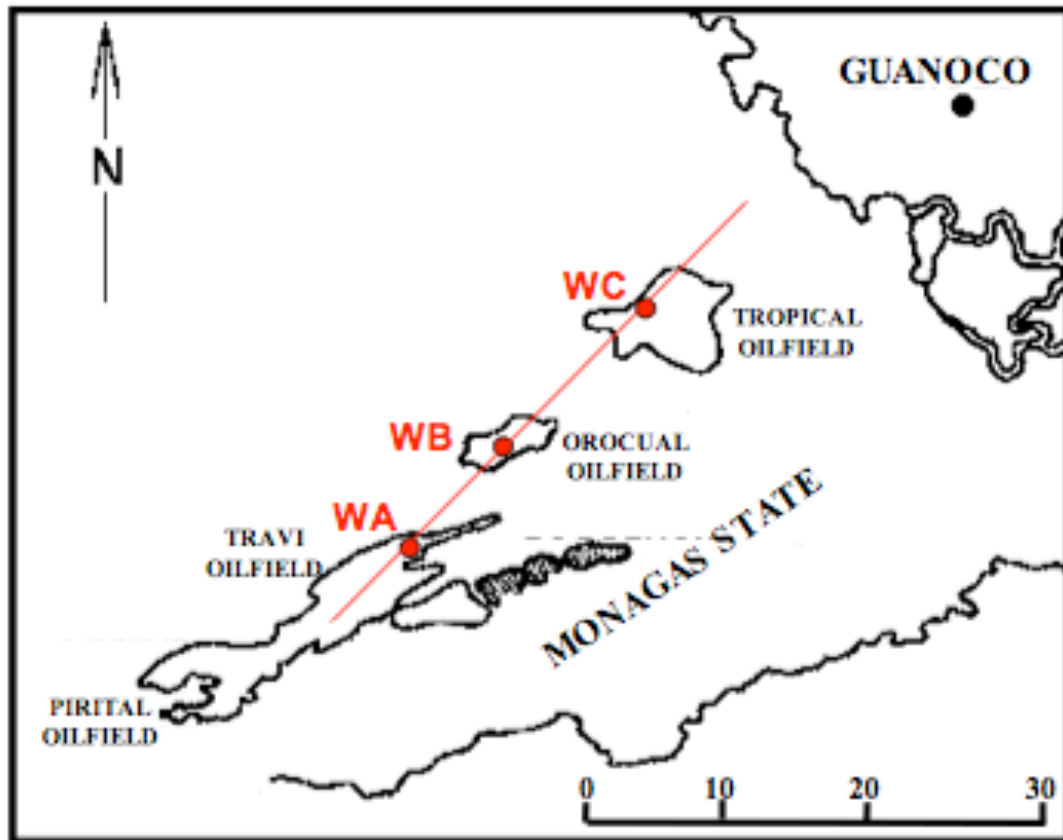 GUANOCO
N
WC
TROPICAL
OILFIELD
WB
OROCUAL
OILFIELD
WA
TRAVI
OILFIELD
MONAGAS STATE
PIRITAL
OILFIELD
0 10 20 30